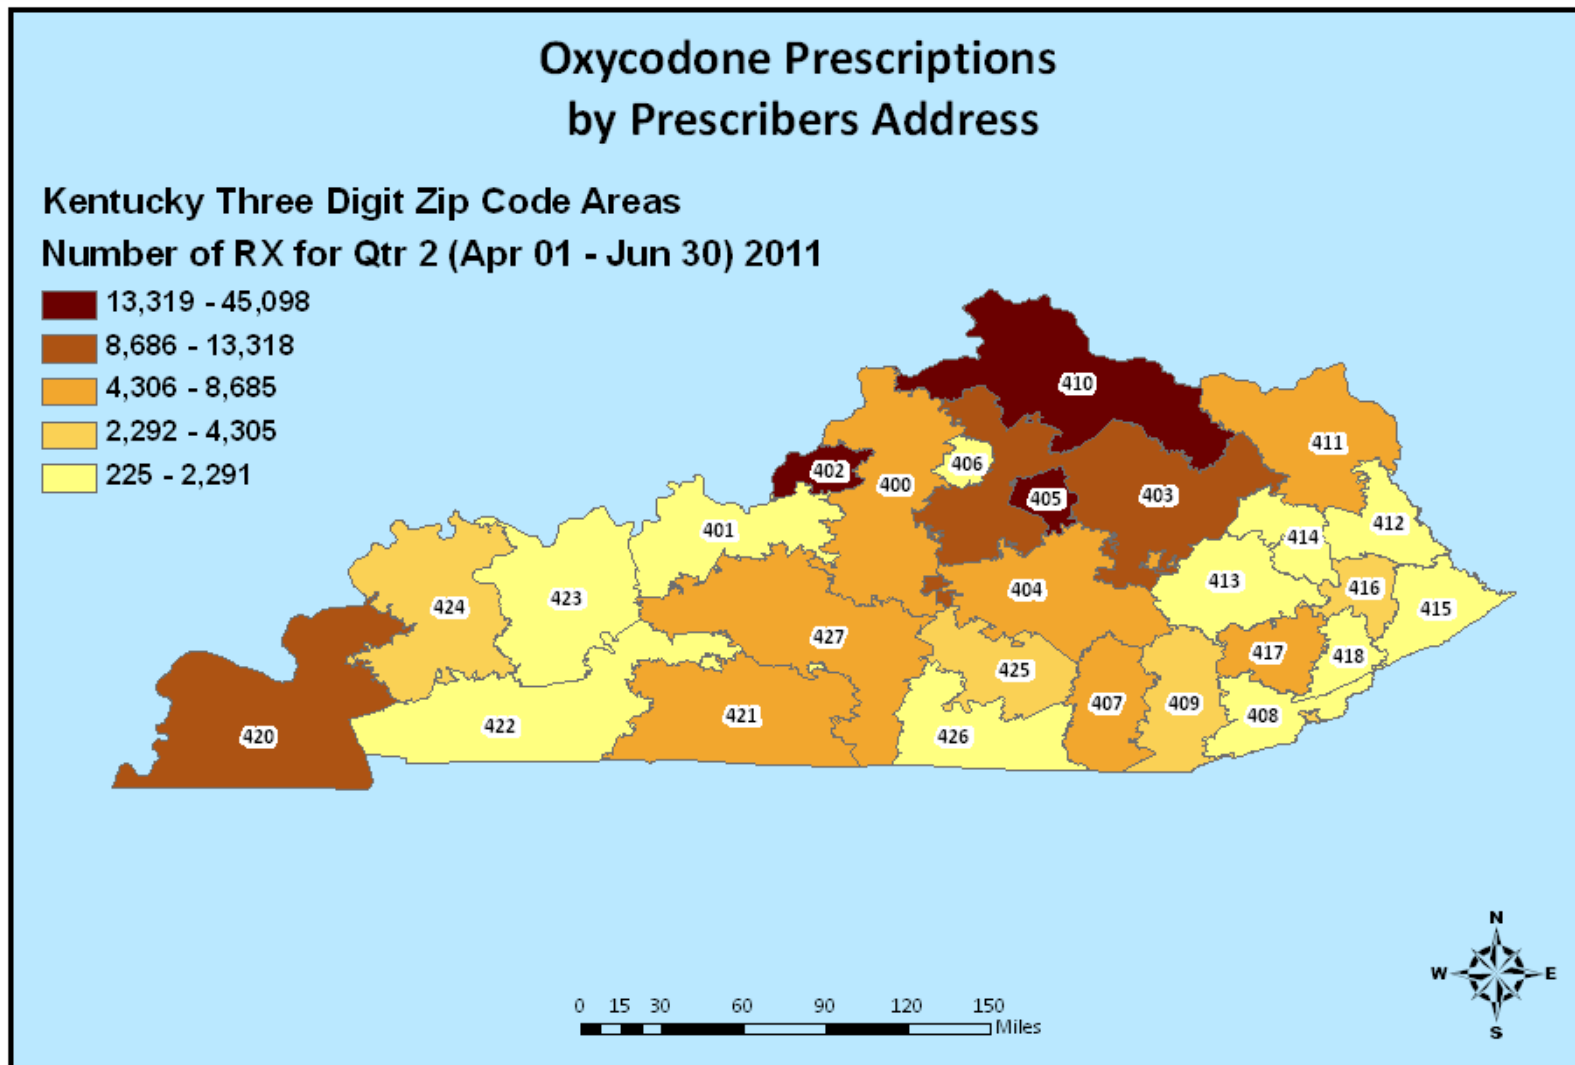 Oxycodone Prescriptions
by Prescribers Address
Kentucky Three Digit Zip Code Areas
Number of RX for Qtr 2 (Apr 01 - Jun 30) 2011
13,319 - 45,098
8,686 - 13,318
4,306 - 8,685
2,292 - 4,305
225 - 2,291
410
411
406
402
400
405
403
401
412
414
413
424
423
404
416
415
427
417
418
425
407
409
421
408
422
426
420
N
W E
S
0 15 30 60 90 120 150
Miles